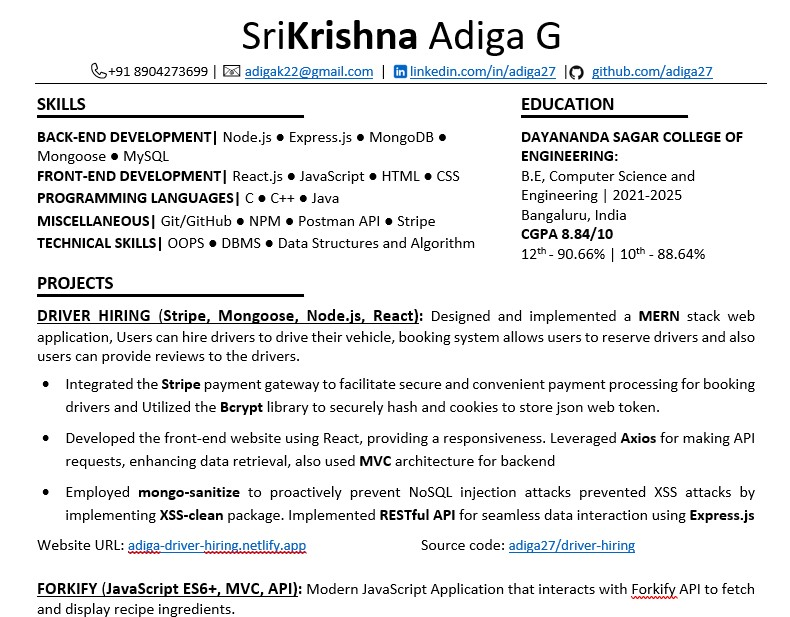 SriKrishna Adiga G
+91 8904273699 | adigak22@gmail.com | linkedin.com/in/adiga27 | github.com/adiga27
SKILLS
BACK-END DEVELOPMENT| Node.js ● Express.js ● MongoDB ●
Mongoose ● MySQL
FRONT-END DEVELOPMENT| React.js ● JavaScript ● HTML ● CSS
PROGRAMMING LANGUAGES| C ● C++ ● Java
MISCELLANEOUS| Git/GitHub ● NPM ● Postman API ● Stripe
TECHNICAL SKILLS| OOPS ● DBMS ● Data Structures and Algorithm
EDUCATION
DAYANANDA SAGAR COLLEGE OF
ENGINEERING:
B.E, Computer Science and
Engineering | 2021-2025
Bangaluru, India
CGPA 8.84/10
12th - 90.66% | 10th - 88.64%
PROJECTS
DRIVER HIRING (Stripe, Mongoose, Node.js, React): Designed and implemented a MERN stack web
application, Users can hire drivers to drive their vehicle, booking system allows users to reserve drivers and also
users can provide reviews to the drivers.
● Integrated the Stripe payment gateway to facilitate secure and convenient payment processing for booking
drivers and Utilized the Bcrypt library to securely hash and cookies to store json web token.
● Developed the front-end website using React, providing a responsiveness. Leveraged Axios for making API
requests, enhancing data retrieval, also used MVC architecture for backend
● Employed mongo-sanitize to proactively prevent NoSQL injection attacks prevented XSS attacks by
implementing XSS-clean package. Implemented RESTful API for seamless data interaction using Express.js
Website URL: adiga-driver-hiring.netlify.app Source code: adiga27/driver-hiring
FORKIFY (JavaScript ES6+, MVC, API): Modern JavaScript Application that interacts with Forkify API to fetch
and display recipe ingredients.